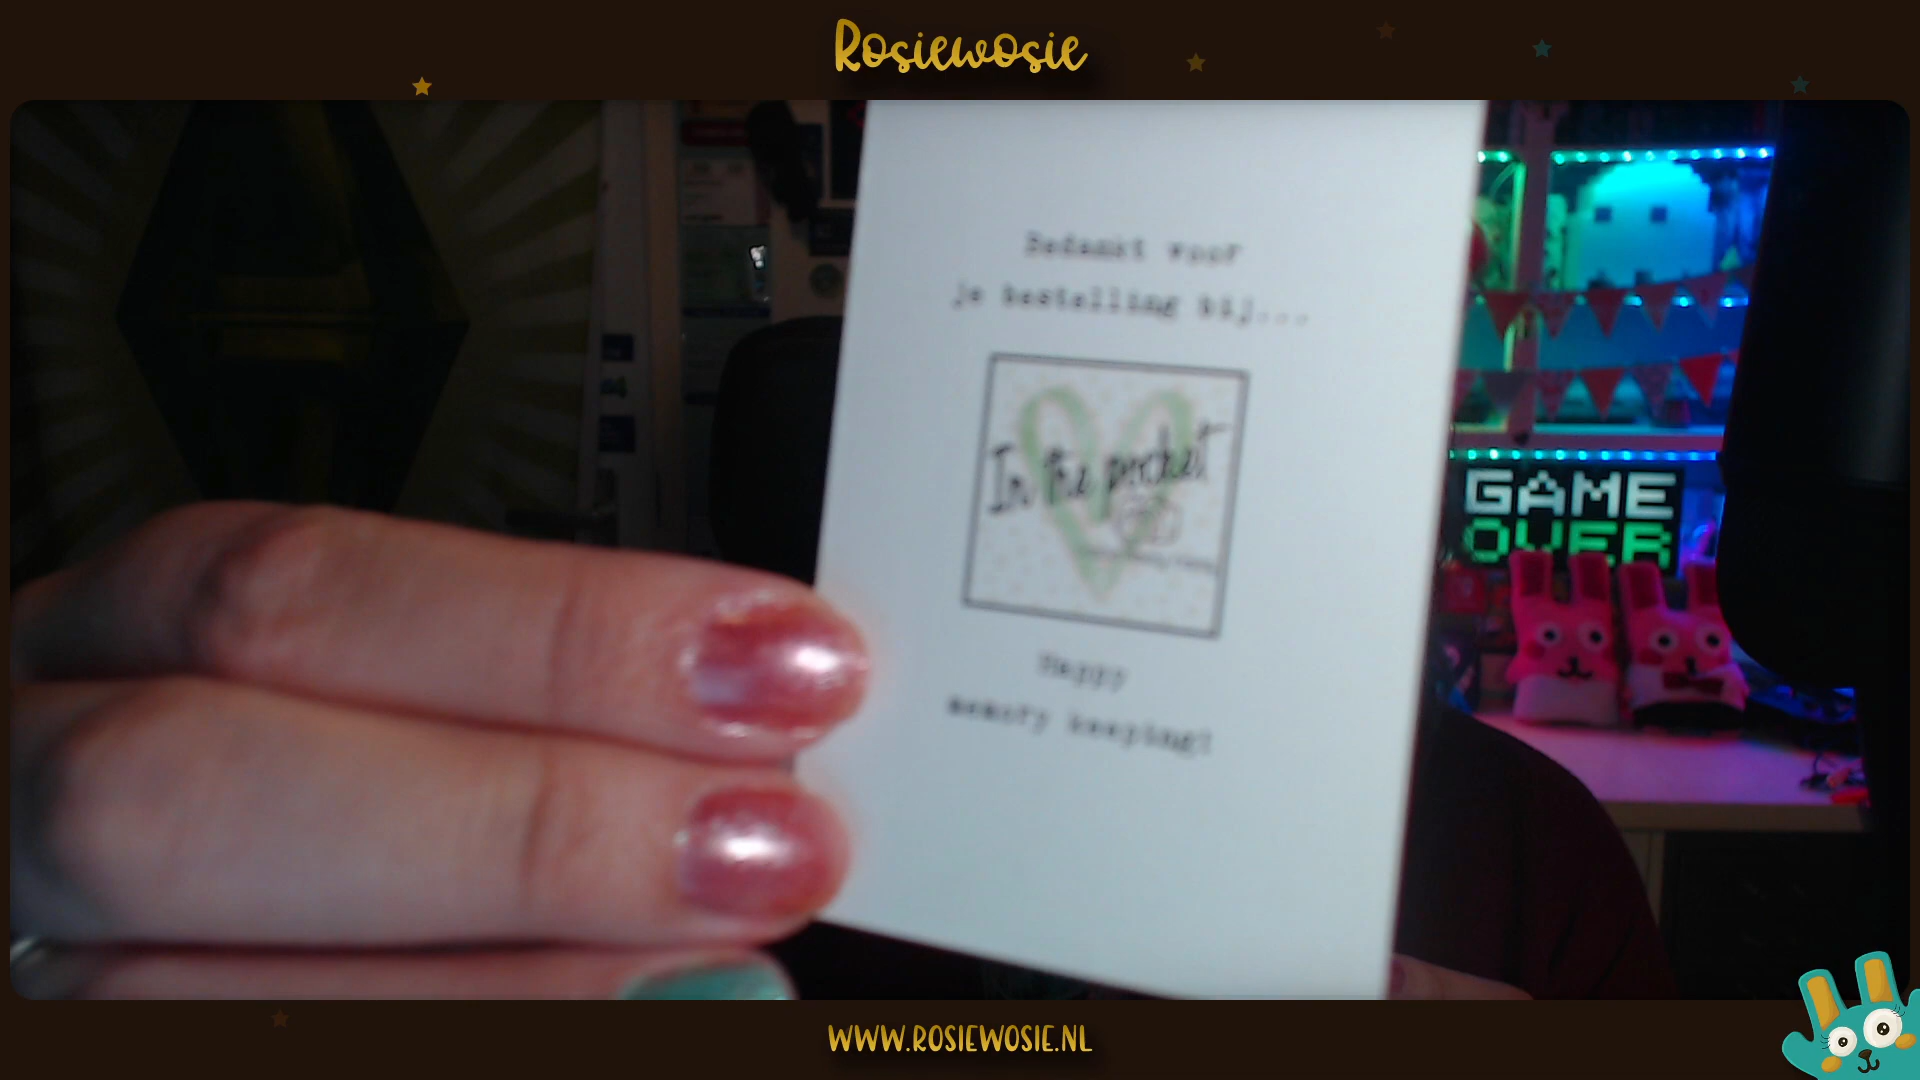 Rosiewosie
Bedankt voor
je bestelling bij...
In the pocket
Happy
memory keeping!
GAME
OVER
WWW.ROSIEWOSIE.NL